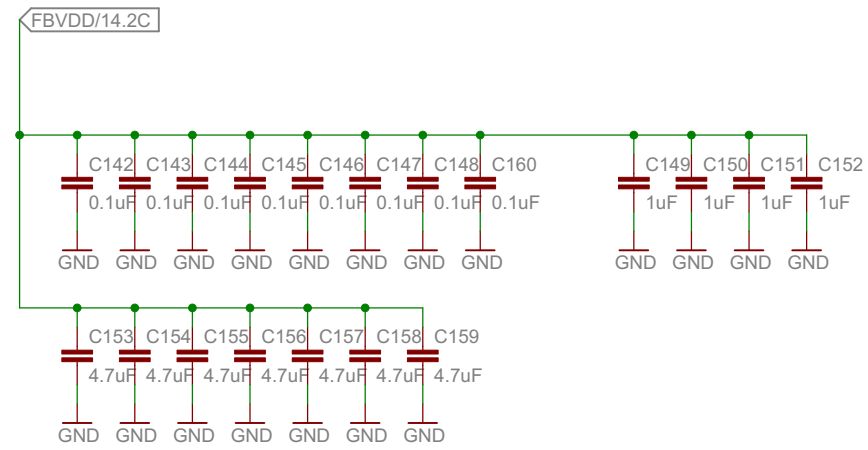 FBVDD/14.2C
C142 C143 C144 C145 C146 C147 C148 C160 C149 C150 C151 C152
0.1uF 0.1uF 0.1uF 0.1uF 0.1uF 0.1uF 0.1uF 0.1uF 1uF 1uF 1uF 1uF
GND GND GND GND GND GND GND GND GND GND GND GND
C153 C154 C155 C156 C157 C158 C159
4.7uF 4.7uF 4.7uF 4.7uF 4.7uF 4.7uF 4.7uF
GND GND GND GND GND GND GND